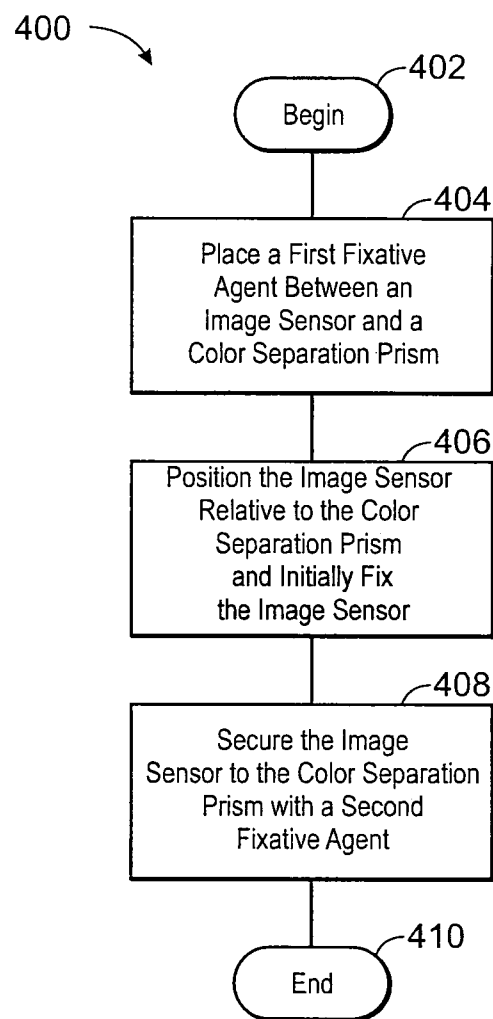 400
402
Begin
404
Place a First Fixative
Agent Between an
Image Sensor and a
Color Separation Prism
406
Position the Image Sensor
Relative to the Color
Separation Prism
and Initially Fix
the Image Sensor
408
Secure the Image
Sensor to the Color Separation
Prism with a Second
Fixative Agent
410
End